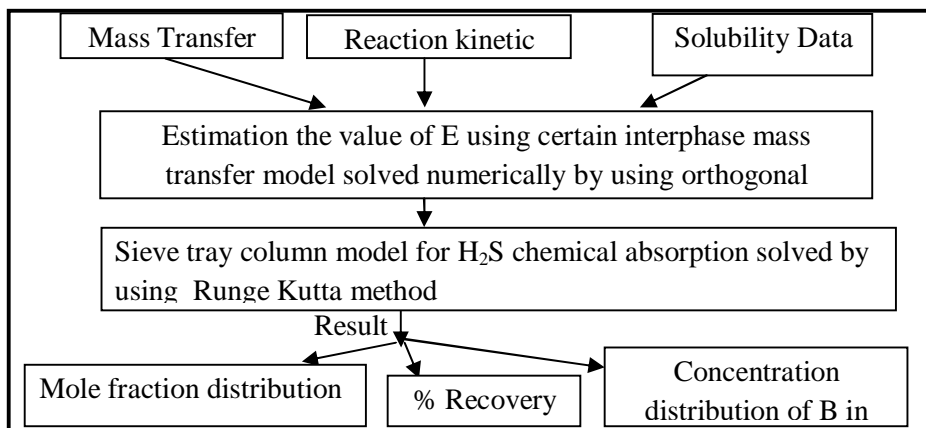 Mass Transfer
Reaction kinetic
Solubility Data
Estimation the value of E using certain interphase mass
transfer model solved numerically by using orthogonal
Sieve tray column model for H₂S chemical absorption solved by
using Runge Kutta method
Result
Mole fraction distribution
% Recovery
Concentration
distribution of B in